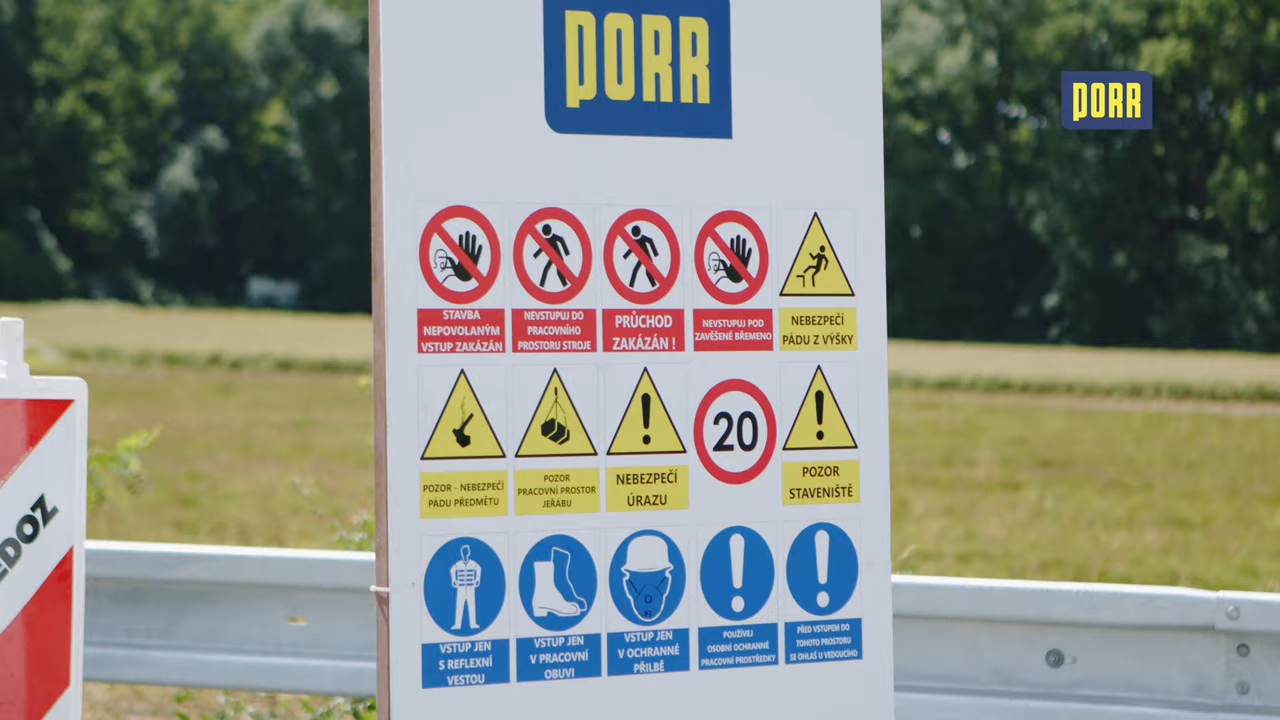 PORR
PORR
STAVBA
NEPOVOLANÝM
VSTUP ZAKÁZÁN
NEVSTUPUJ DO
PRACOVNÍHO
PROSTORU STROJE
PRŮCHOD
ZAKÁZÁN !
NEVSTUPUJ POD
ZAVĚŠENÉ BŘEMENO
NEBEZPEČÍ
PÁDU Z VÝŠKY
POZOR - NEBEZPEČÍ
PÁDU PŘEDMĚTU
POZOR
PRACOVNÍ PROSTOR
JEŘÁBU
NEBEZPEČÍ
ÚRAZU
20
POZOR
STAVENIŠTĚ
VSTUP JEN
S REFLEXNÍ
VESTOU
VSTUP JEN
V PRACOVNÍ
OBUVI
VSTUP JEN
V OCHRANNÉ
PŘILBĚ
POUŽÍVEJ
OSOBNÍ OCHRANNÉ
PRACOVNÍ PROSTŘEDKY
PŘED VSTUPEM DO
TOHOTO PROSTORU
SE OHLAŠ U VEDOUCÍHO
EDOZ